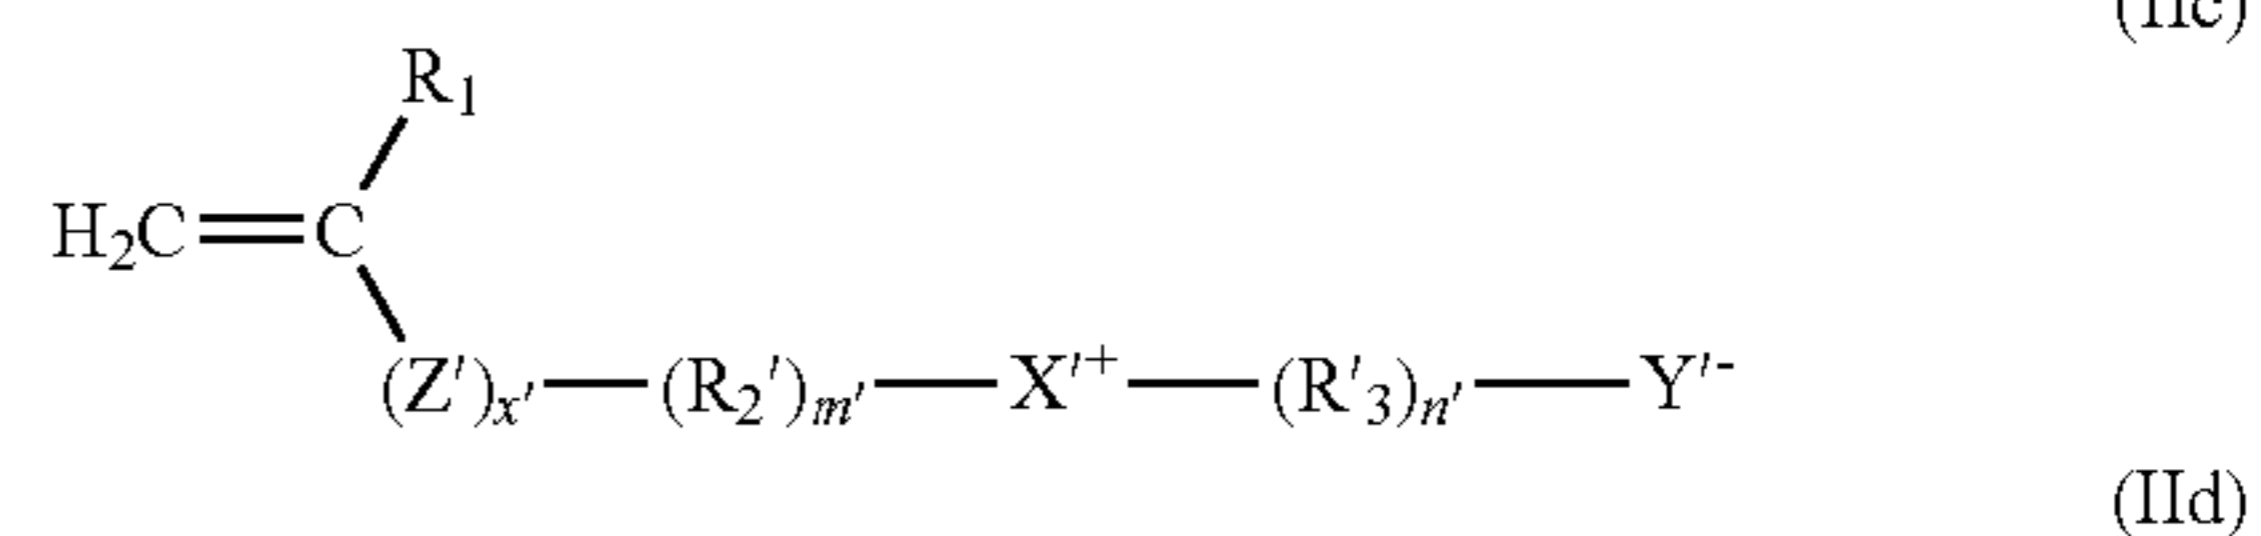 (IIc)
R₁
H₂C=C
(Z')ₓ'—(R₂')ₘ'—X'⁺—(R'₃)ₙ'—Y'⁻
(IId)